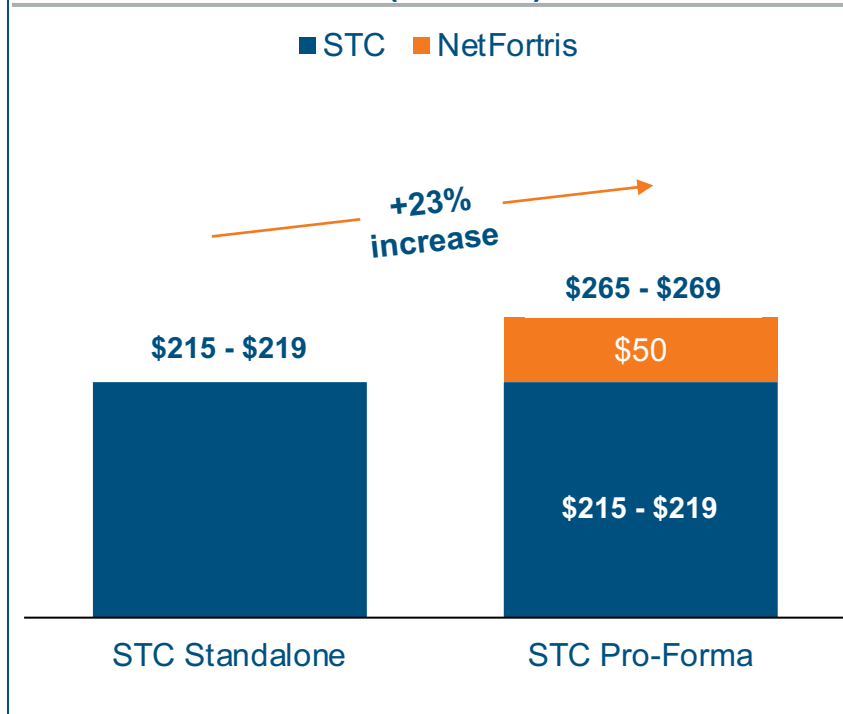 STC NetFortris
+23%
increase
$265 - $269
$215 - $219
$50
$215 - $219
STC Standalone STC Pro-Forma